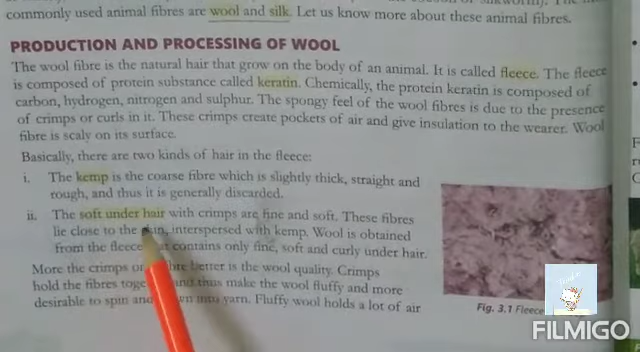 commonly used animal fibres are wool and silk. Let us know more about these animal fibres.
PRODUCTION AND PROCESSING OF WOOL
The wool fibre is the natural hair that grow on the body of an animal. It is called fleece. The fleece
is composed of protein substance called keratin. Chemically, the protein keratin is composed of
carbon, hydrogen, nitrogen and sulphur. The spongy feel of the wool fibres is due to the presence
of crimps or curls in it. These crimps create pockets of air and give insulation to the wearer. Wool
fibre is scaly on its surface.
Basically, there are two kinds of hair in the fleece:
i. The kemp is the coarse fibre which is slightly thick, straight and
rough, and thus it is generally discarded.
ii. The soft under hair with crimps are fine and soft. These fibres
lie close to the skin, interspersed with kemp. Wool is obtained
from the fleece that contains only fine, soft and curly under hair.
More the crimps better is the wool quality. Crimps
hold the fibres and thus make the wool fluffy and more
desirable to spin into yarn. Fluffy wool holds a lot of air
Fig. 3.1 Fleece
FILMIGO